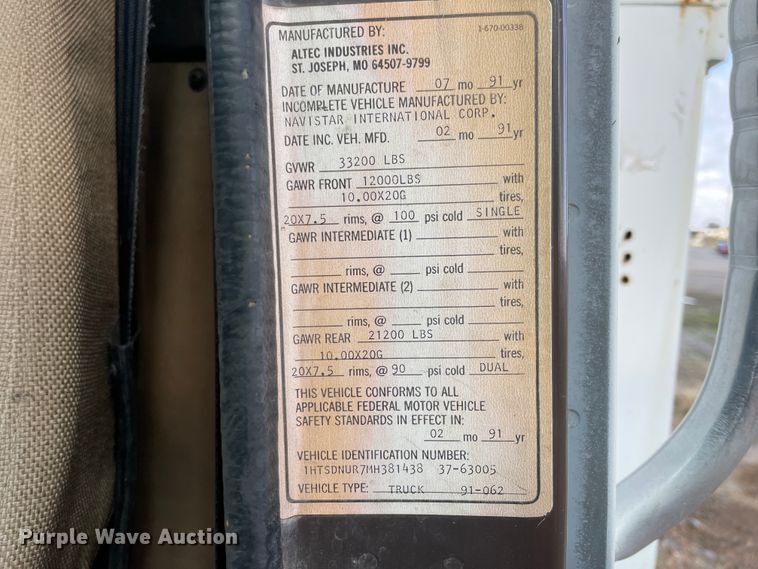 MANUFACTURED BY: 1-670-00338
ALTEC INDUSTRIES INC.
ST. JOSEPH, MO 64507-9799
DATE OF MANUFACTURE 07 mo 91 yr
INCOMPLETE VEHICLE MANUFACTURED BY:
NAVISTAR INTERNATIONAL CORP.
DATE INC. VEH. MFD. 02 mo 91 yr
GVWR 33200 LBS
GAWR FRONT 12000LBS with
10.00X20G tires,
20X7.5 rims, @ 100 psi cold SINGLE
GAWR INTERMEDIATE (1) with
tires,
rims, @ psi cold
GAWR INTERMEDIATE (2) with
tires,
rims, @ psi cold
GAWR REAR 21200 LBS with
10.00X20G tires,
20X7.5 rims, @ 90 psi cold DUAL
THIS VEHICLE CONFORMS TO ALL
APPLICABLE FEDERAL MOTOR VEHICLE
SAFETY STANDARDS IN EFFECT IN:
02 mo 91 yr
VEHICLE IDENTIFICATION NUMBER:
1HTSDNUR7MH381438 37-63005
VEHICLE TYPE: TRUCK 91-062
Purple Wave Auction